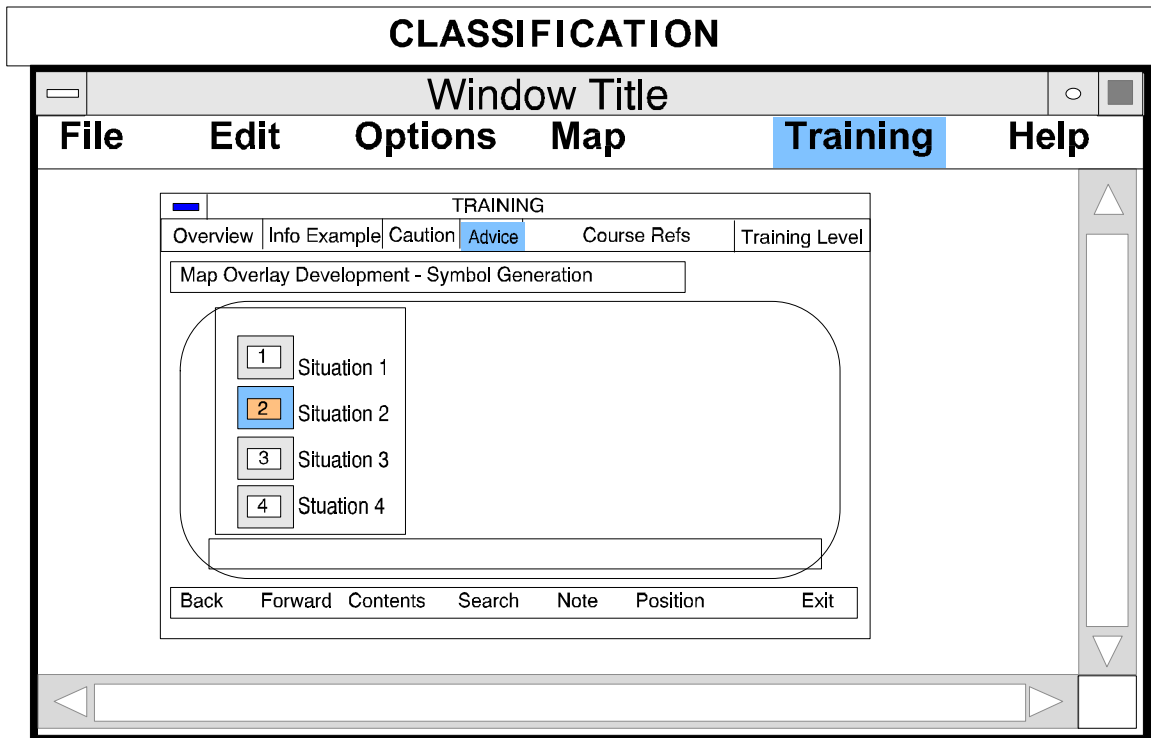 CLASSIFICATION
Window Title
File Edit Options Map Training Help
TRAINING
Overview Info Example Caution Advice Course Refs Training Level
Map Overlay Development - Symbol Generation
1 Situation 1
2 Situation 2
3 Situation 3
4 Stuation 4
Back Forward Contents Search Note Position Exit